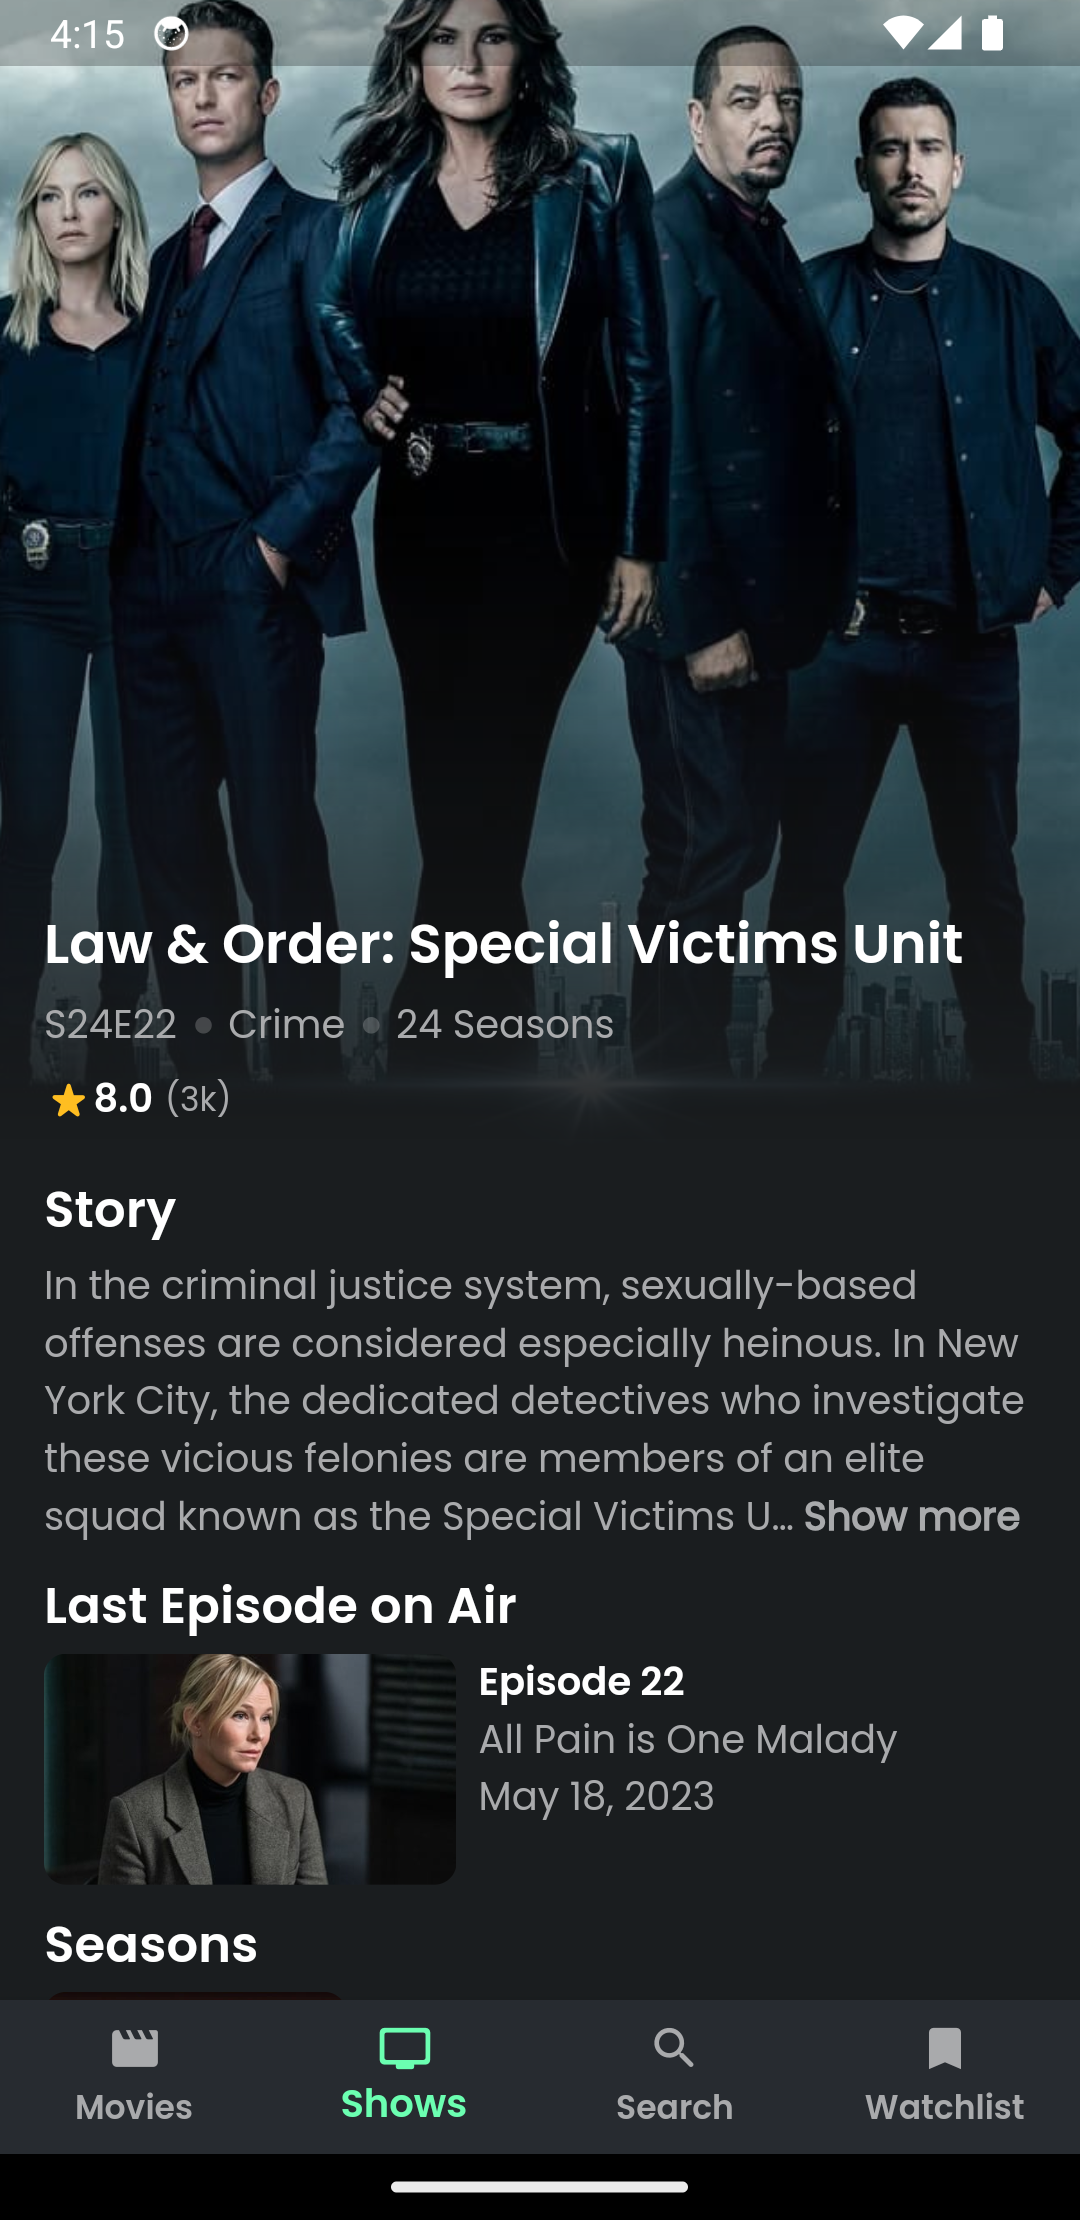 4:15
Law & Order: Special Victims Unit
S24E22 • Crime • 24 Seasons
8.0 (3k)
Story
In the criminal justice system, sexually-based
offenses are considered especially heinous. In New
York City, the dedicated detectives who investigate
these vicious felonies are members of an elite
squad known as the Special Victims U... Show more
Last Episode on Air
Episode 22
All Pain is One Malady
May 18, 2023
Seasons
Movies
Shows
Search
Watchlist